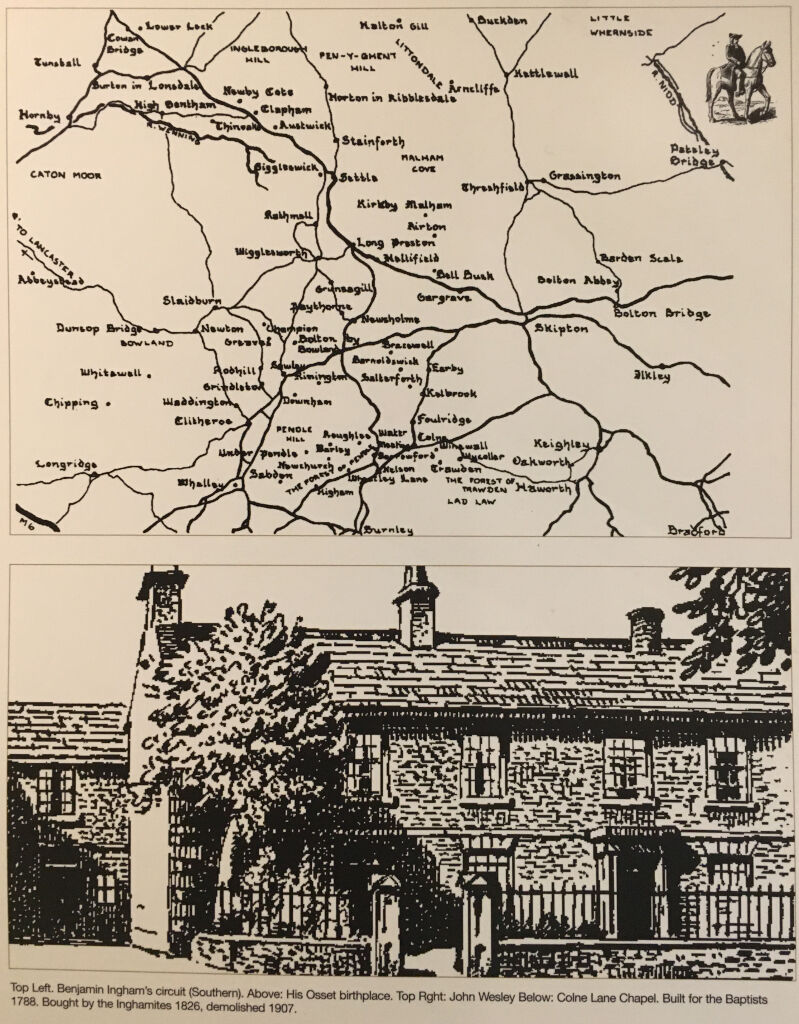 Lower Lock
Cowan
Bridge
INGLEBOROUGH
HILL
PEN-Y-GHENT
HILL
Halton Gill
LITTONDALE
Buckden
LITTLE
WHERNSIDE
Tunstall
Burton in Lonsdale
Newby Cote
Horton in Ribblesdale
Arncliffe
Kettlewell
R. NIDD
Hornby
High Bentham
Clapham
R. WENNING
Austwick
Stainforth
Pateley
Bridge
CATON MOOR
Giggleswick
Settle
MALHAM
COVE
Threshfield
Grassington
Kirkby Malham
Airton
Rathmell
TO LANCASTER
Wigglesworth
Long Preston
Hellifield
Barden Scale
Abbeystead
Bell Busk
Bolton Abbey
Slaidburn
Paythorne
Gargrave
Bolton Bridge
Dunsop Bridge
Newton
Champion
Newsholme
Skipton
BOWLAND
Bolton by
Bowland
Bracewell
Barnoldswick
Earby
Whitewell
Rodhill
Sawley
Rimington
Salterforth
Ilkley
Grindleton
Kelbrook
Chipping
Waddington
Downham
Clitheroe
Foulridge
PENDLE
HILL
Roughlee
Water
Meeting
Colne
Winewall
Keighley
Under Pendle
Barley
Barrowford
Wycoller
Oakworth
Longridge
Newchurch
THE FOREST OF PENDLE
Nelson
Trawden
Sabden
Wheatley Lane
THE FOREST OF
TRAWDEN
Haworth
Whalley
Higham
LAD LAW
M6
Burnley
Bradford
Top Left. Benjamin Ingham's circuit (Southern). Above: His Osset birthplace. Top Rght: John Wesley Below: Colne Lane Chapel. Built for the Baptists
1788. Bought by the Inghamites 1826, demolished 1907.